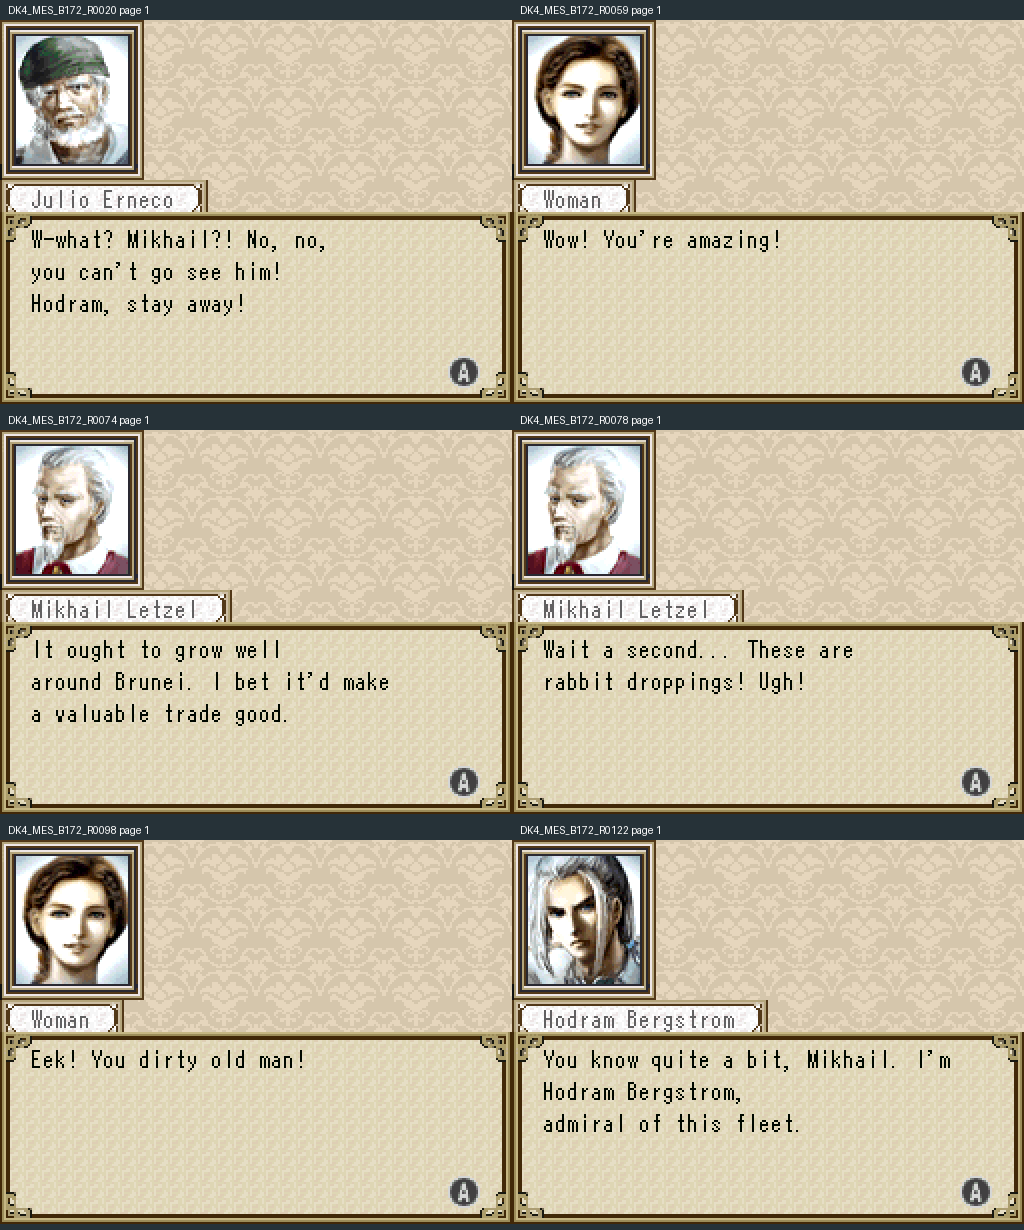 DK4_MES_B172_R0020 page 1
Julio Erneco
W-what? Mikhail?! No, no,
you can't go see him!
Hodram, stay away!
A
DK4_MES_B172_R0059 page 1
Woman
Wow! You're amazing!
A
DK4_MES_B172_R0074 page 1
Mikhail Letzel
It ought to grow well
around Brunei. I bet it'd make
a valuable trade good.
A
DK4_MES_B172_R0078 page 1
Mikhail Letzel
Wait a second... These are
rabbit droppings! Ugh!
A
DK4_MES_B172_R0098 page 1
Woman
Eek! You dirty old man!
A
DK4_MES_B172_R0122 page 1
Hodram Bergstrom
You know quite a bit, Mikhail. I'm
Hodram Bergstrom,
admiral of this fleet.
A